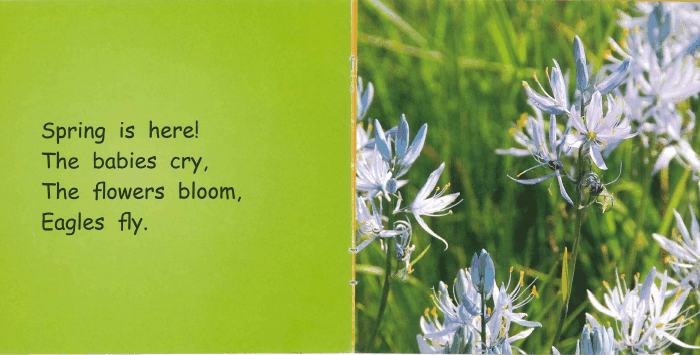 Spring is here!
The babies cry,
The flowers bloom,
Eagles fly.